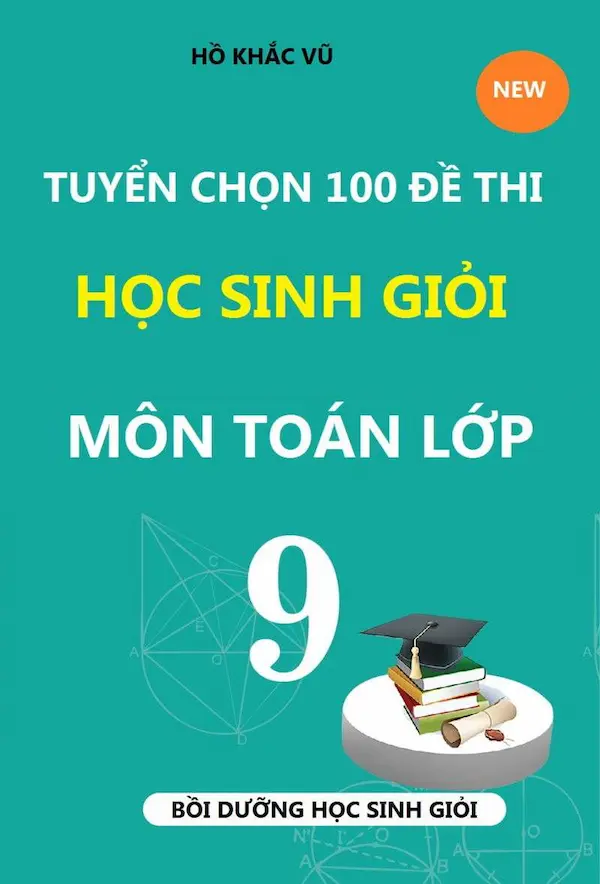 HỒ KHẮC VŨ
NEW
TUYỂN CHỌN 100 ĐỀ THI
HỌC SINH GIỎI
MÔN TOÁN LỚP
9
C
E
A
O
D
BỒI DƯỠNG HỌC SINH GIỎI
N
I
O
A
B